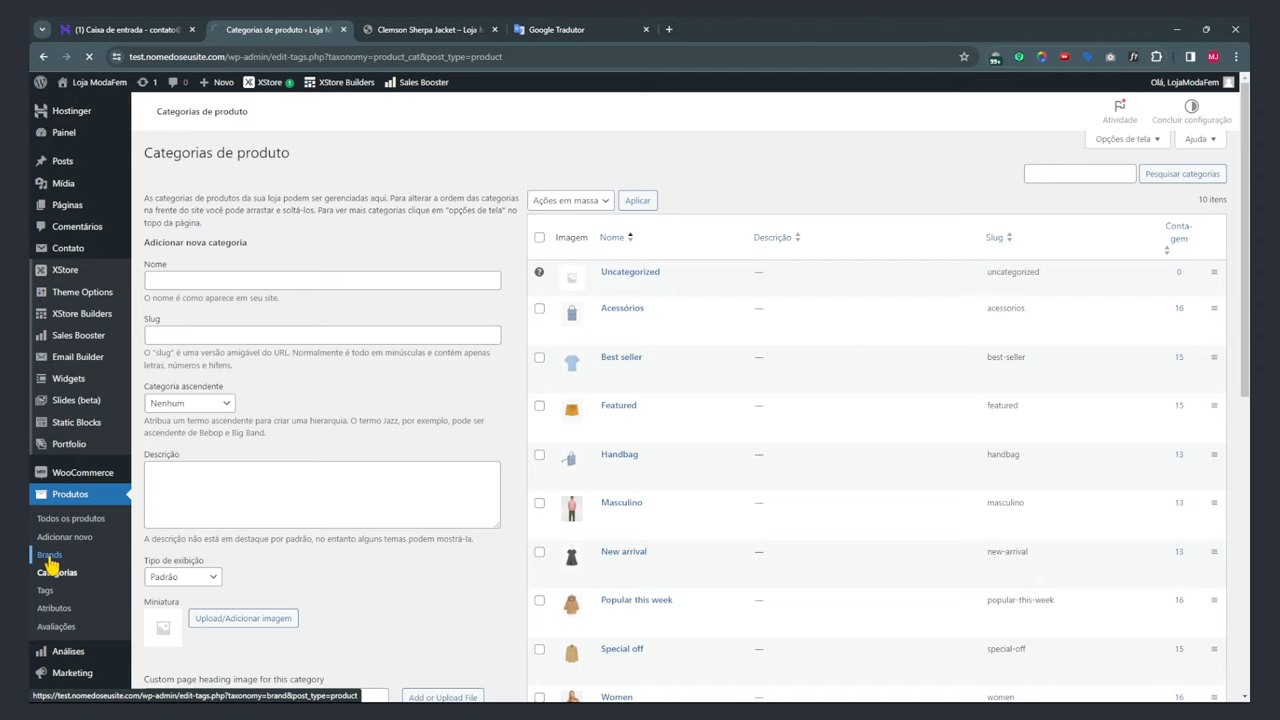 (1) Caixa de entrada - contato@
Categorias de produto ‹ Loja M
Clemson Sherpa Jacket – Loja M
Google Tradutor
test.nomedoseusite.com/wp-admin/edit-tags.php?taxonomy=product_cat&post_type=product
99+
MJ
Loja ModaFem
1
0
Novo
XStore
1
XStore Builders
Sales Booster
Olá, LojaModaFem
Hostinger
Painel
Posts
Mídia
Páginas
Comentários
Contato
XStore
Theme Options
XStore Builders
Sales Booster
Email Builder
Widgets
Slides (beta)
Static Blocks
Portfolio
WooCommerce
Produtos
Todos os produtos
Adicionar novo
Brands
Categorias
Tags
Atributos
Avaliações
Análises
Marketing
Categorias de produto
Atividade
Concluir configuração
Opções de tela
Ajuda
Categorias de produto
Pesquisar categorias
As categorias de produtos da sua loja podem ser gerenciadas aqui. Para alterar a ordem das categorias
na frente do site você pode arrastar e soltá-los. Para ver mais categorias clique em "opções de tela" no
topo da página.
Adicionar nova categoria
Nome
O nome é como aparece em seu site.
Slug
O "slug" é uma versão amigável do URL. Normalmente é todo em minúsculas e contém apenas
letras, números e hifens.
Categoria ascendente
Nenhum
Atribua um termo ascendente para criar uma hierarquia. O termo Jazz, por exemplo, pode ser
ascendente de Bebop e Big Band.
Descrição
A descrição não está em destaque por padrão, no entanto alguns temas podem mostrá-la.
Tipo de exibição
Padrão
Miniatura
Upload/Adicionar imagem
Custom page heading image for this category
Add or Upload File
Ações em massa
Aplicar
10 itens
Imagem Nome Descrição Slug Conta-
gem
Uncategorized — uncategorized 0
Acessórios — acessorios 16
Best seller — best-seller 15
Featured — featured 15
Handbag — handbag 13
Masculino — masculino 13
New arrival — new-arrival 13
Popular this week — popular-this-week 16
Special off — special-off 15
Women — women 16
https://test.nomedoseusite.com/wp-admin/edit-tags.php?taxonomy=brand&post_type=product